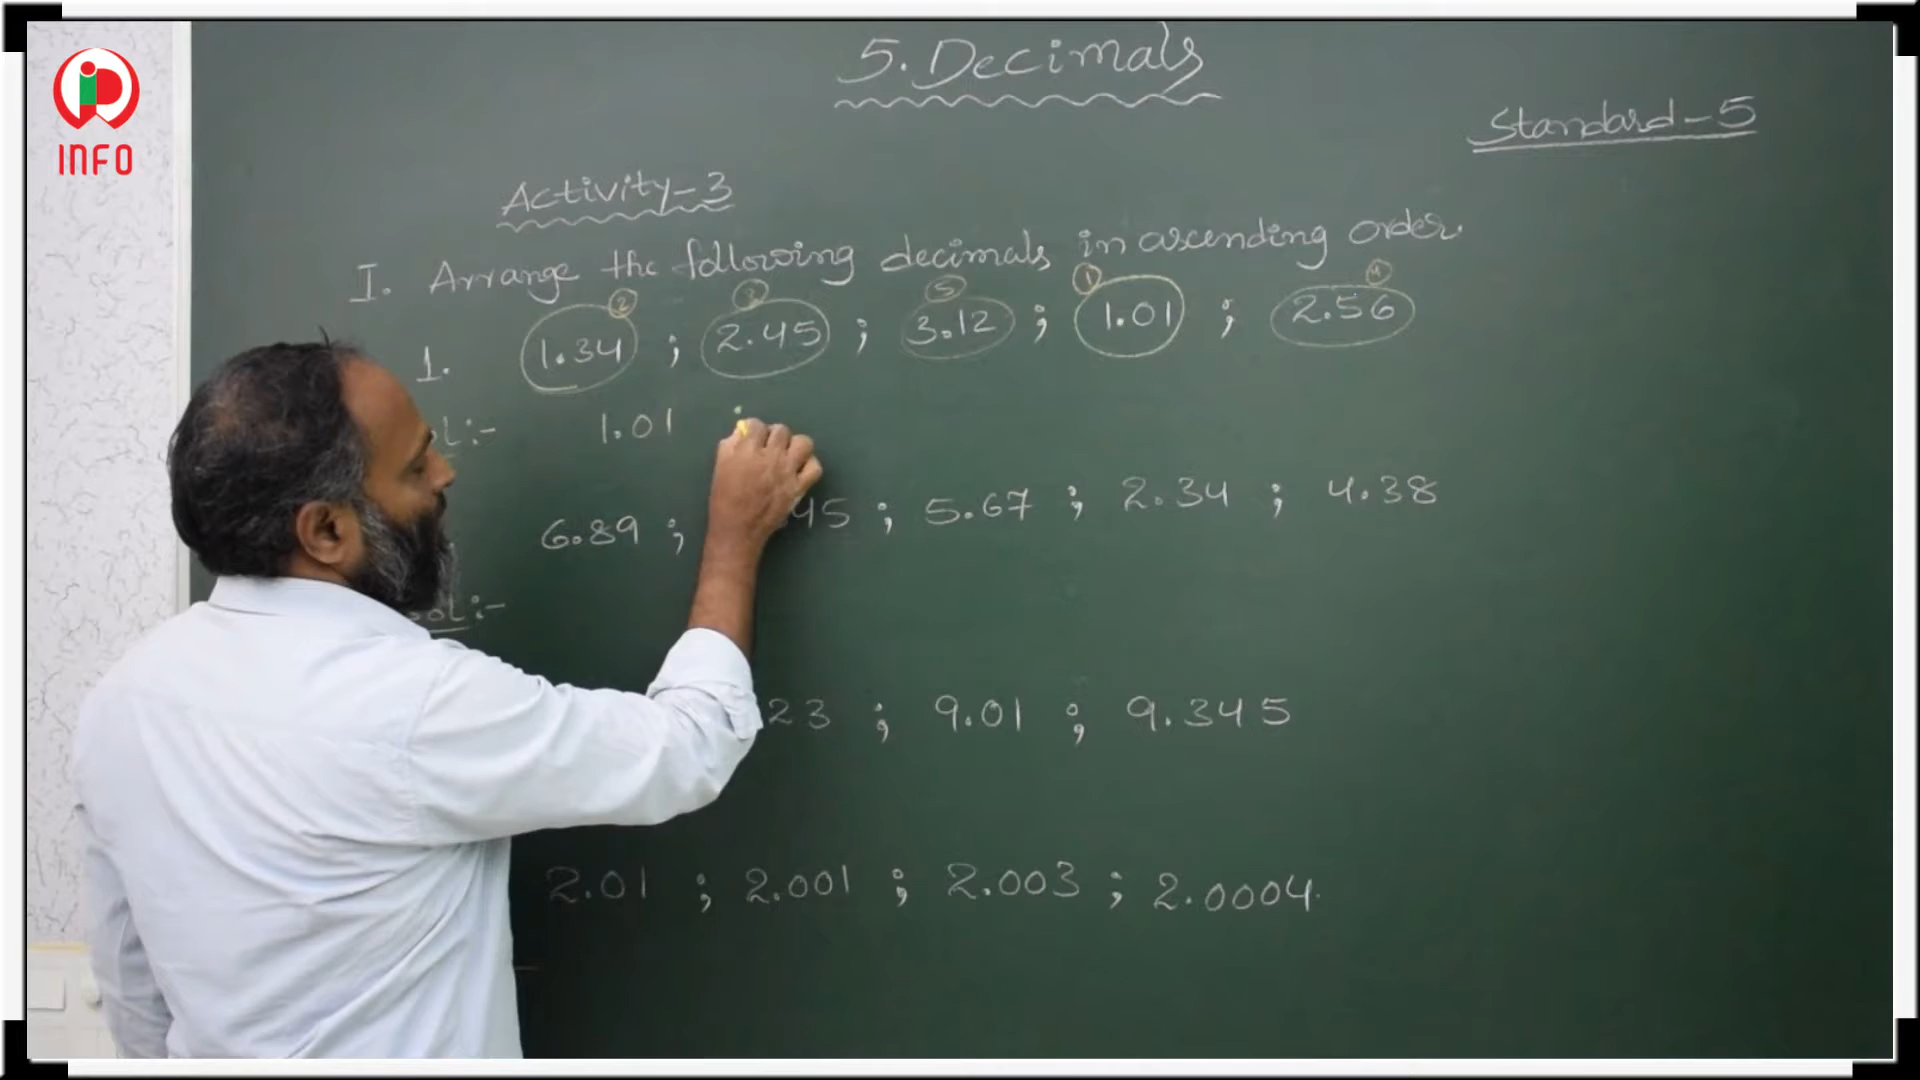 INFO
5. Decimals
Standard-5
Activity-3
I. Arrange the following decimals in ascending order.
② ③ ⑤ ① ④
1. 1.34 ; 2.45 ; 3.12 ; 1.01 ; 2.56
:- 1.01
6.89 ; 45 ; 5.67 ; 2.34 ; 4.38
:-
23 ; 9.01 ; 9.345
2.01 ; 2.001 ; 2.003 ; 2.0004.